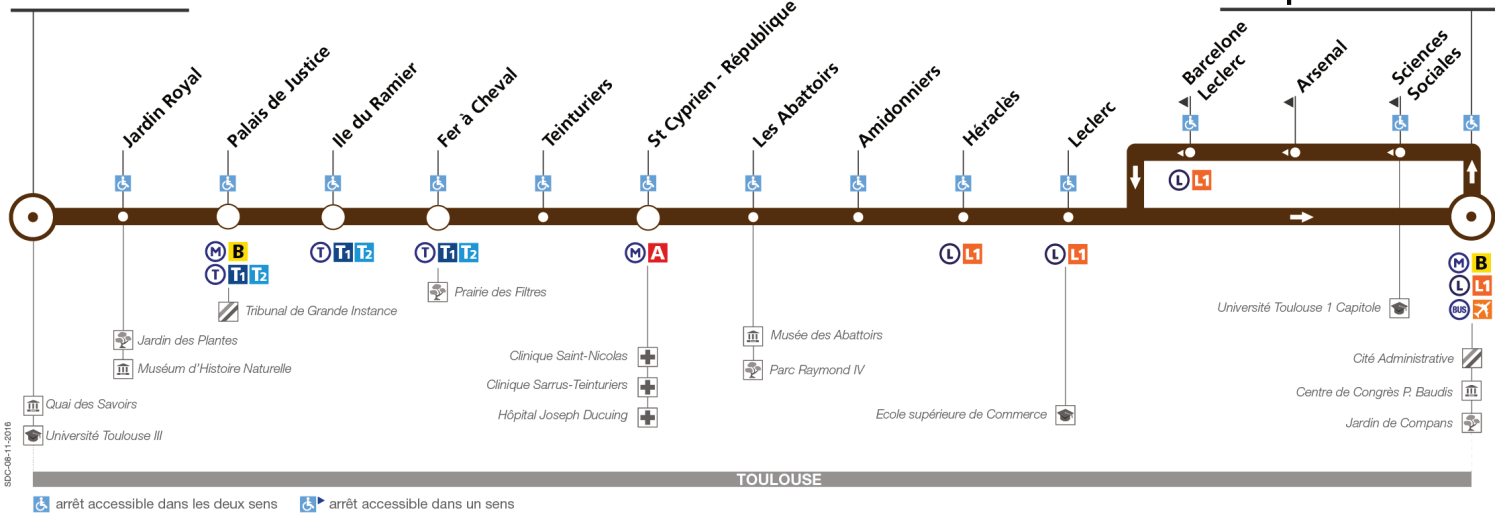 Jardin Royal
Palais de Justice
Ile du Ramier
Fer à Cheval
Teinturiers
St Cyprien - République
Les Abattoirs
Amidonniers
Héraclès
Leclerc
Barcelone
Leclerc
Arsenal
Sciences
Sociales
L L1
M B
T T1 T2
T T1 T2
T T1 T2
M A
L L1
L L1
M B
L L1
BUS
Tribunal de Grande Instance
Prairie des Filtres
Université Toulouse 1 Capitole
Jardin des Plantes
Muséum d'Histoire Naturelle
Clinique Saint-Nicolas
Clinique Sarrus-Teinturiers
Hôpital Joseph Ducuing
Musée des Abattoirs
Parc Raymond IV
Ecole supérieure de Commerce
Cité Administrative
Centre de Congrès P. Baudis
Jardin de Compans
Quai des Savoirs
Université Toulouse III
SDC-08-11-2016
TOULOUSE
arrêt accessible dans les deux sens
arrêt accessible dans un sens